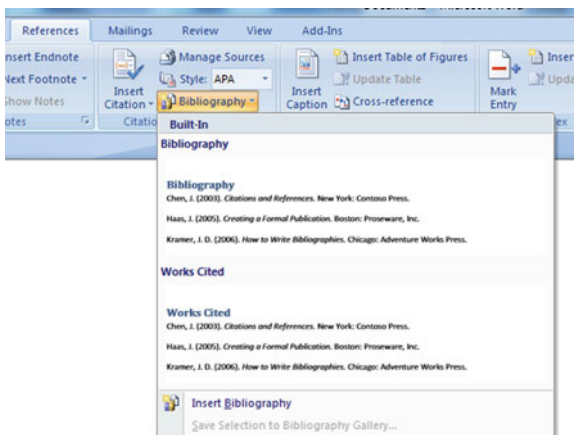 References Mailings Review View Add-Ins
Insert Endnote
Next Footnote
Show Notes
Insert
Citation
Manage Sources
Style: APA
Bibliography
Insert
Caption
Insert Table of Figures
Update Table
Cross-reference
Mark
Entry
Built-In
Bibliography
Bibliography
Chen, J. (2003). Citations and References. New York: Contoso Press.
Haas, J. (2005). Creating a Formal Publication. Boston: Proseware, Inc.
Kramer, J. D. (2006). How to Write Bibliographies. Chicago: Adventure Works Press.
Works Cited
Works Cited
Chen, J. (2003). Citations and References. New York: Contoso Press.
Haas, J. (2005). Creating a Formal Publication. Boston: Proseware, Inc.
Kramer, J. D. (2006). How to Write Bibliographies. Chicago: Adventure Works Press.
Insert Bibliography
Save Selection to Bibliography Gallery...